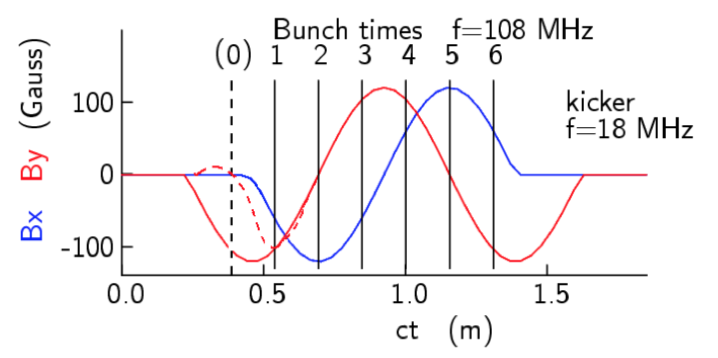 Bunch times f=108 MHz
(0) 1 2 3 4 5 6
kicker
f=18 MHz
Bx By (Gauss)
100
0
-100
0.0 0.5 1.0 1.5
ct (m)